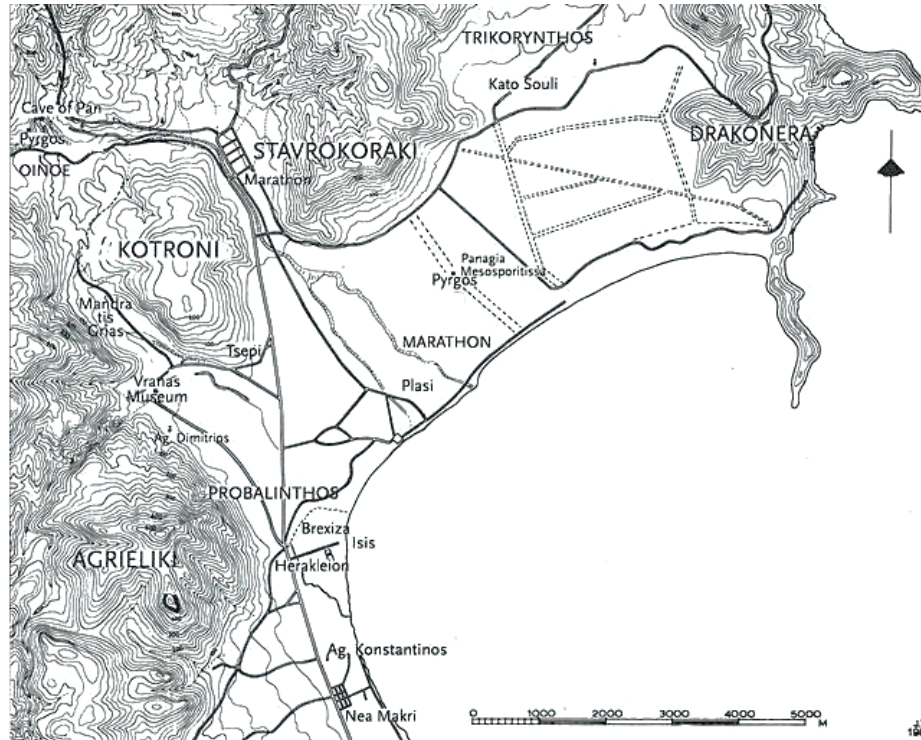 TRIKORYNTHOS
Kato Souli
Cave of Pan
Pyrgos
OINOE
STAVROKORAKI
DRAKONERA
Marathon
KOTRONI
Panagia
Mesosporitissa
Pyrgos
Mandra
tis
Grias
Tsepi
MARATHON
Vranas
Museum
Plasi
Ag. Dimitrios
PROBALINTHOS
Brexiza
Isis
AGRIELIKI
Herakleion
Ag. Konstantinos
Nea Makri
0 1000 2000 3000 4000 5000
M